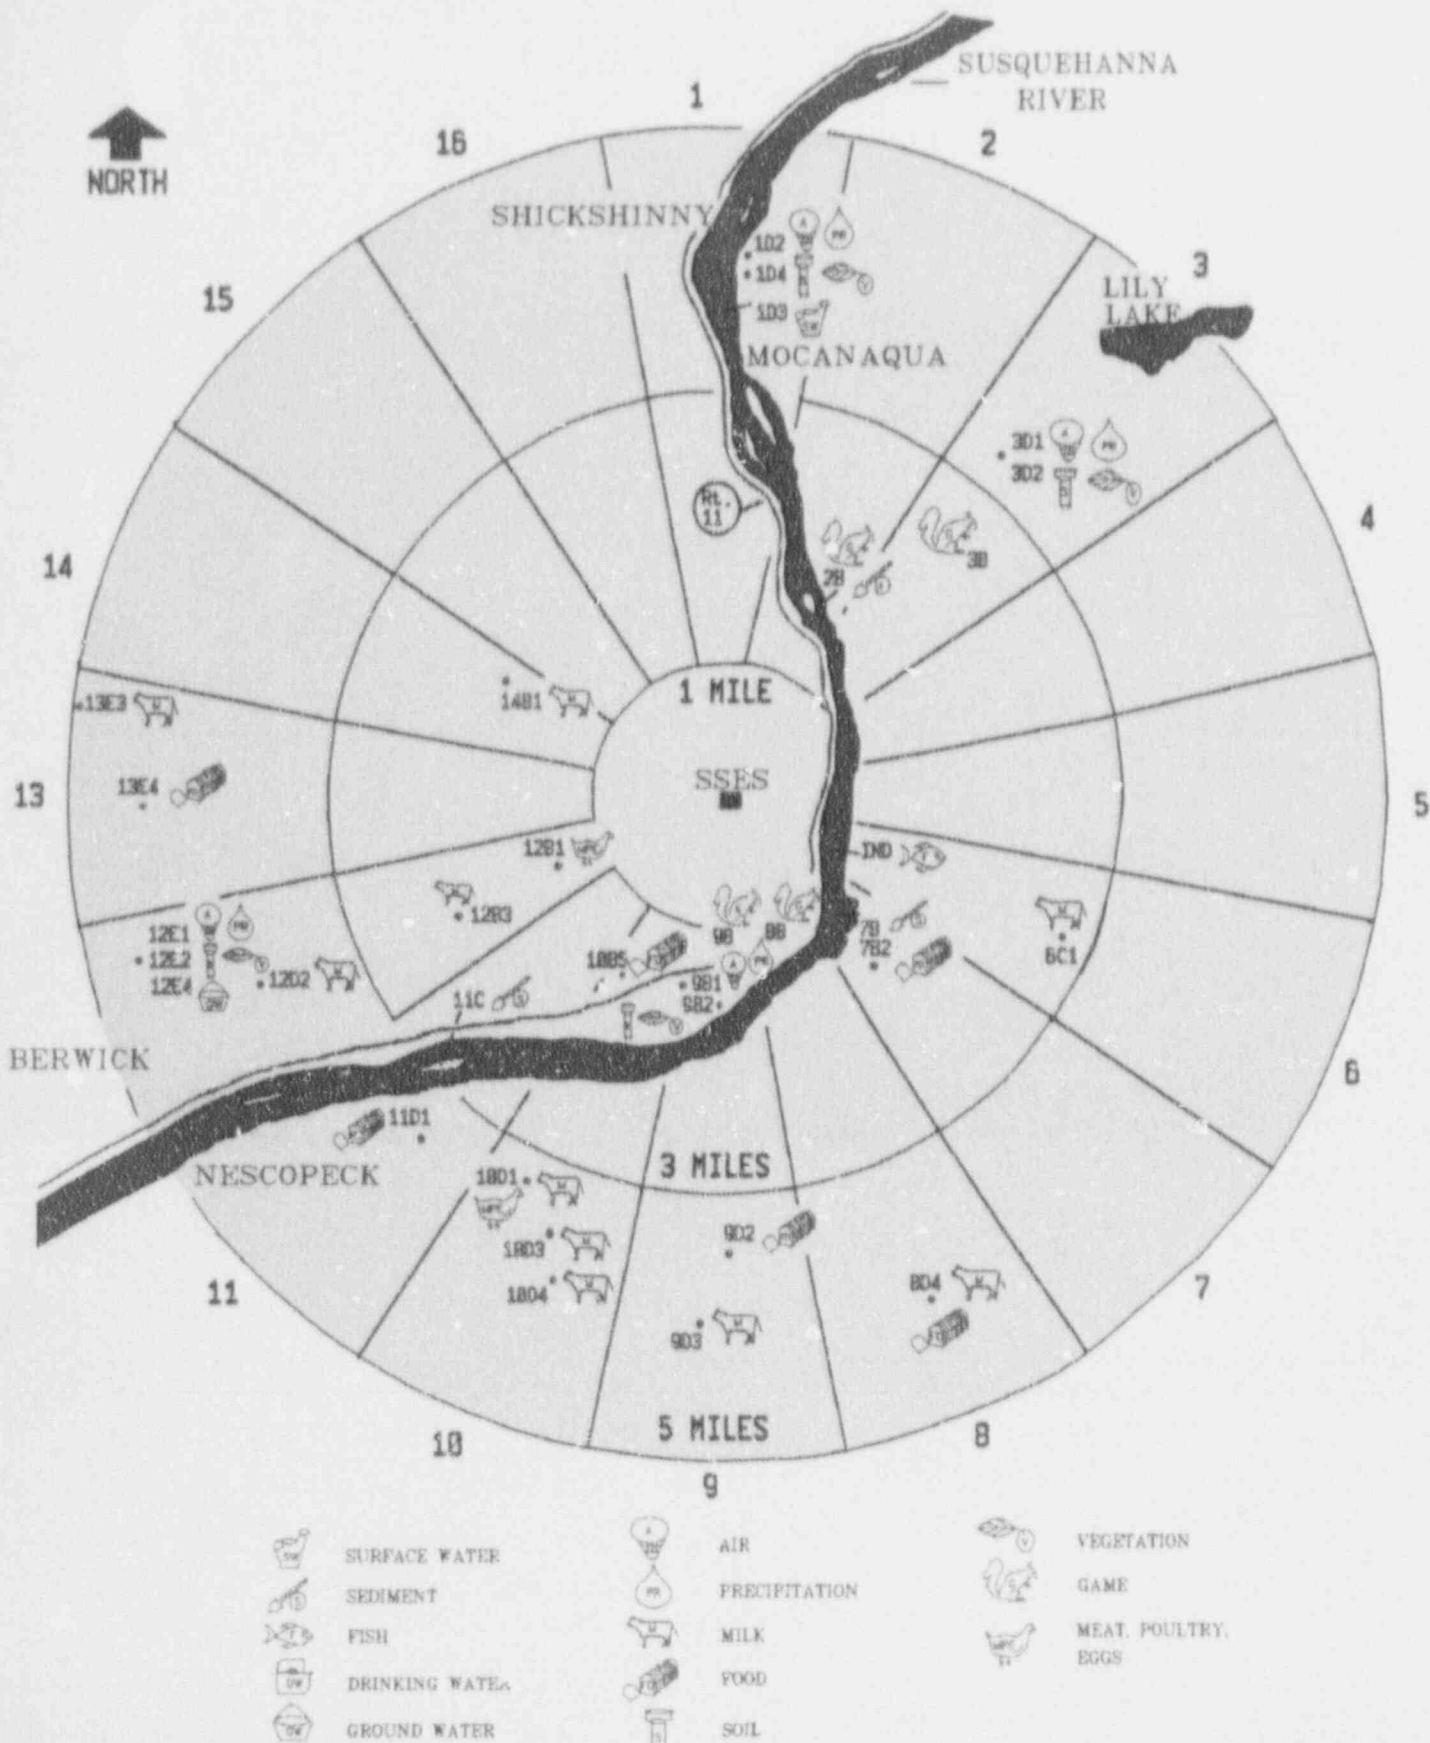 SUSQUEHANNA
RIVER
1
2
16
NORTH
SHICKSHINNY
1D2
1D4
1D3
3
LILY
LAKE
15
MOCANAQUA
3D1
3D2
Rt.
11
4
14
2B
3B
13E3
14B1
1 MILE
SSES
13E4
13
5
12B1
IND
12B3
9B
8B
7B
7B2
6C1
12E1
12E2
12E4
12D2
10B5
9B1
9B2
11C
BERWICK
6
11D1
NESCOPECK
3 MILES
10D1
9D2
10D3
10D4
8D4
11
7
9D3
10
5 MILES
8
9
SURFACE WATER
SEDIMENT
FISH
DRINKING WATER
GROUND WATER
AIR
PRECIPITATION
MILK
FOOD
SOIL
VEGETATION
GAME
MEAT, POULTRY,
EGGS